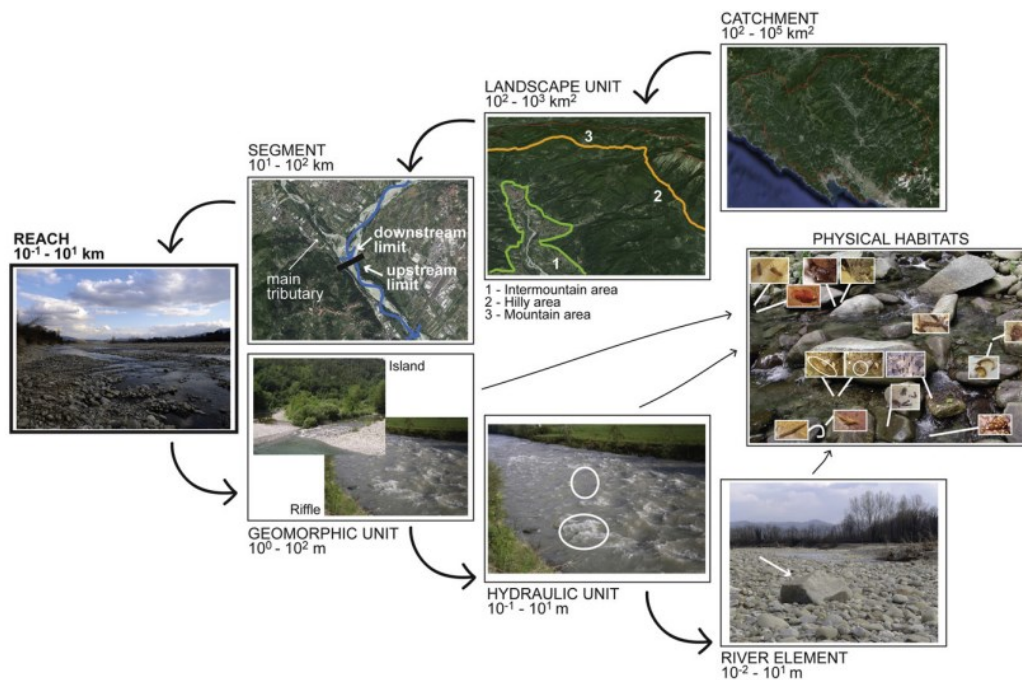 CATCHMENT
10² - 10⁵ km²
LANDSCAPE UNIT
10² - 10³ km²
3
2
1
1 - Intermountain area
2 - Hilly area
3 - Mountain area
SEGMENT
10¹ - 10² km
downstream
limit
upstream
limit
main
tributary
REACH
10⁻¹ - 10¹ km
PHYSICAL HABITATS
Island
Riffle
GEOMORPHIC UNIT
10⁰ - 10² m
HYDRAULIC UNIT
10⁻¹ - 10¹ m
RIVER ELEMENT
10⁻² - 10¹ m